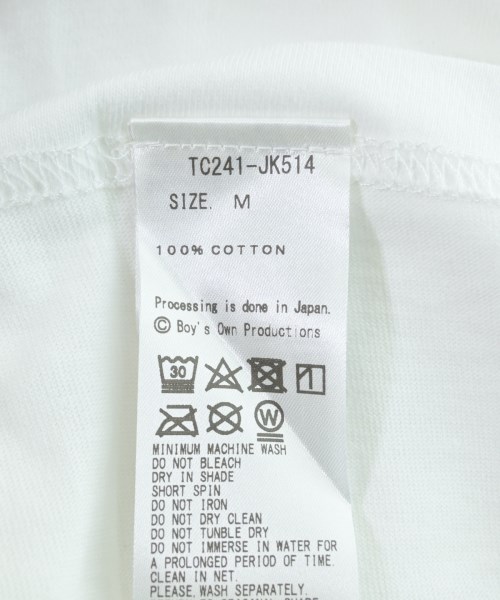 TC241-JK514
SIZE. M
100% COTTON
Processing is done in Japan.
© Boy's Own Productions
30
W
MINIMUM MACHINE WASH
DO NOT BLEACH
DRY IN SHADE
SHORT SPIN
DO NOT IRON
DO NOT DRY CLEAN
DO NOT TUMBLE DRY
DO NOT IMMERSE IN WATER FOR
A PROLONGED PERIOD OF TIME.
CLEAN IN NET.
PLEASE WASH SEPARATELY.